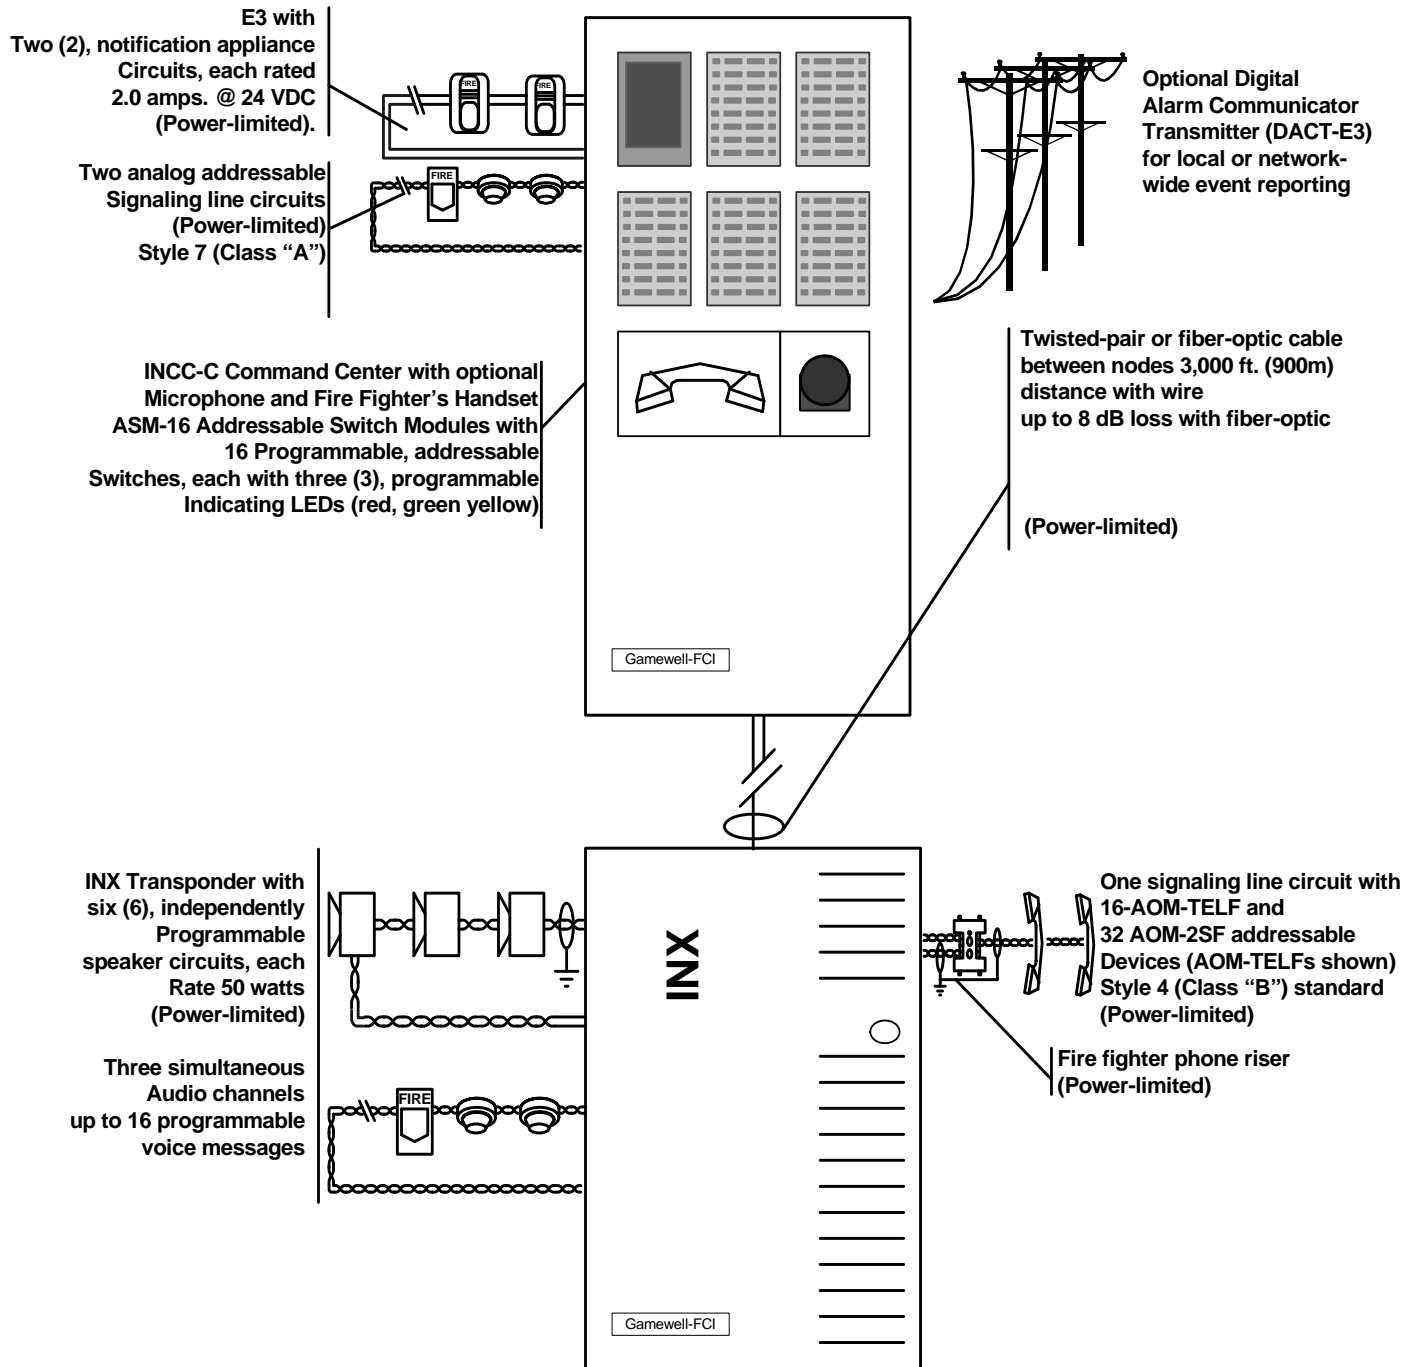 E3 with
Two (2), notification appliance
Circuits, each rated
2.0 amps. @ 24 VDC
(Power-limited).
FIRE
FIRE
Two analog addressable
Signaling line circuits
(Power-limited)
Style 7 (Class “A”)
FIRE
Optional Digital
Alarm Communicator
Transmitter (DACT-E3)
for local or network-
wide event reporting
INCC-C Command Center with optional
Microphone and Fire Fighter’s Handset
ASM-16 Addressable Switch Modules with
16 Programmable, addressable
Switches, each with three (3), programmable
Indicating LEDs (red, green yellow)
Twisted-pair or fiber-optic cable
between nodes 3,000 ft. (900m)
distance with wire
up to 8 dB loss with fiber-optic
(Power-limited)
Gamewell-FCI
INX Transponder with
six (6), independently
Programmable
speaker circuits, each
Rate 50 watts
(Power-limited)
INX
One signaling line circuit with
16-AOM-TELF and
32 AOM-2SF addressable
Devices (AOM-TELFs shown)
Style 4 (Class “B”) standard
(Power-limited)
Fire fighter phone riser
(Power-limited)
Three simultaneous
Audio channels
up to 16 programmable
voice messages
FIRE
Gamewell-FCI